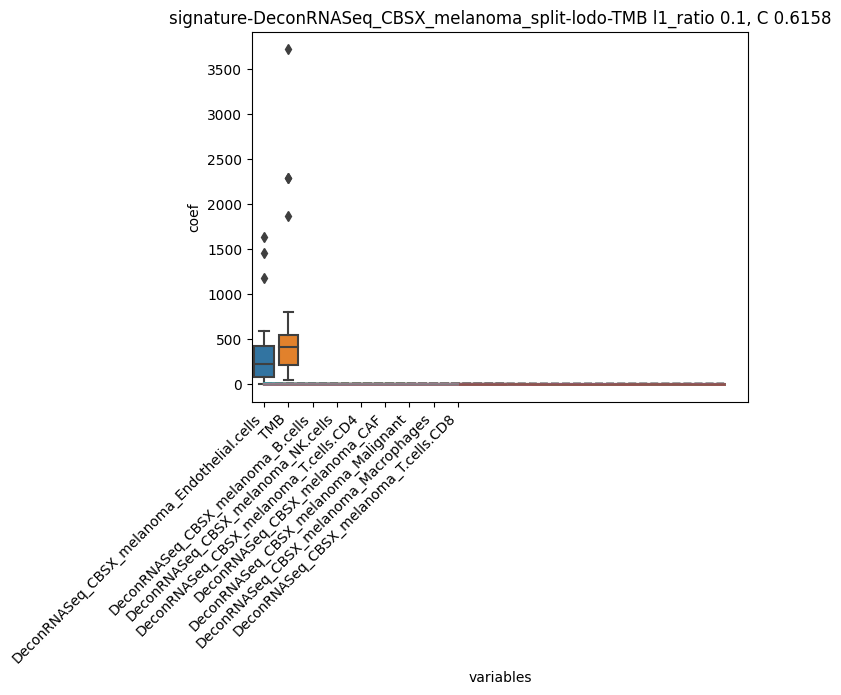 signature-DeconRNASeq_CBSX_melanoma_split-lodo-TMB l1_ratio 0.1, C 0.6158
3500
3000
2500
2000
1500
1000
500
0
coef
DeconRNASeq_CBSX_melanoma_Endothelial.cells
TMB
DeconRNASeq_CBSX_melanoma_B.cells
DeconRNASeq_CBSX_melanoma_NK.cells
DeconRNASeq_CBSX_melanoma_T.cells.CD4
DeconRNASeq_CBSX_melanoma_CAF
DeconRNASeq_CBSX_melanoma_Malignant
DeconRNASeq_CBSX_melanoma_Macrophages
DeconRNASeq_CBSX_melanoma_T.cells.CD8
variables